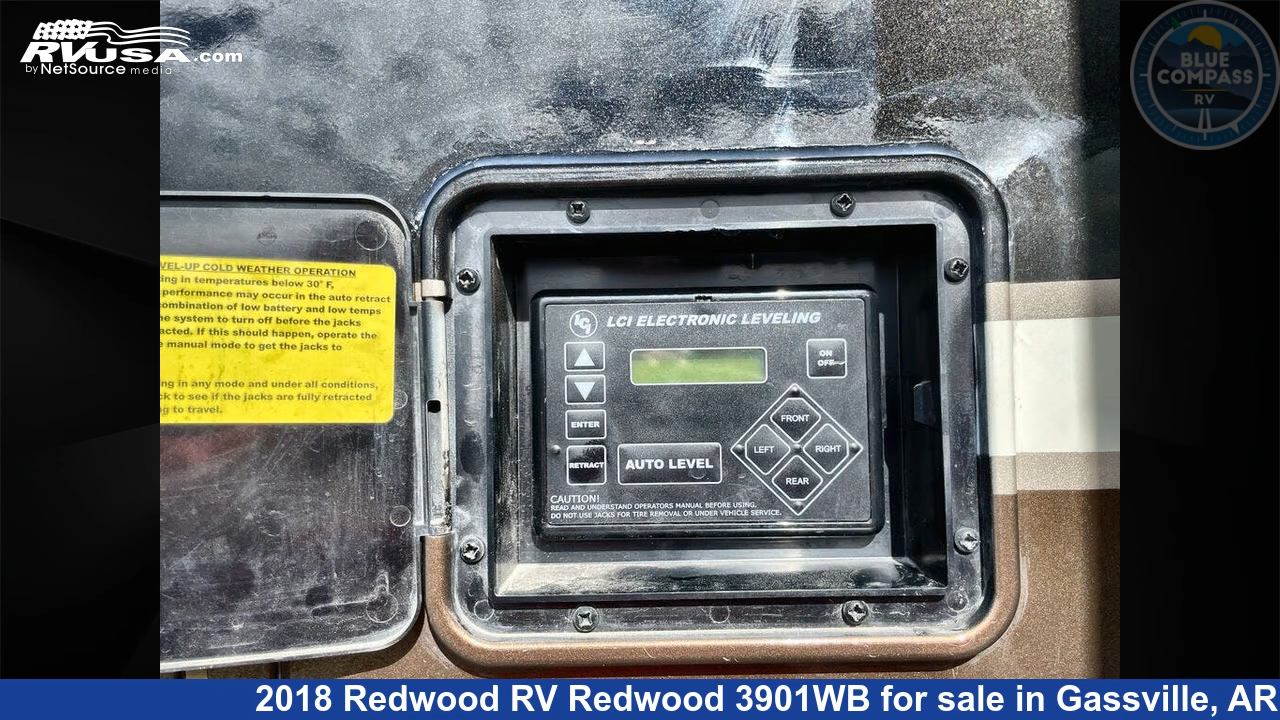 RVUSA.com
by NetSource media
BLUE
COMPASS
RV
VEL-UP COLD WEATHER OPERATION
ing in temperatures below 30° F,
performance may occur in the auto retract
ombination of low battery and low temps
he system to turn off before the jacks
acted. If this should happen, operate the
e manual mode to get the jacks to
ing in any mode and under all conditions,
ck to see if the jacks are fully retracted
ng to travel.
LCI LCI ELECTRONIC LEVELING
ON
OFF
ENTER
RETRACT
AUTO LEVEL
FRONT
LEFT
RIGHT
REAR
CAUTION!
READ AND UNDERSTAND OPERATORS MANUAL BEFORE USING.
DO NOT USE JACKS FOR TIRE REMOVAL OR UNDER VEHICLE SERVICE.
2018 Redwood RV Redwood 3901WB for sale in Gassville, AR